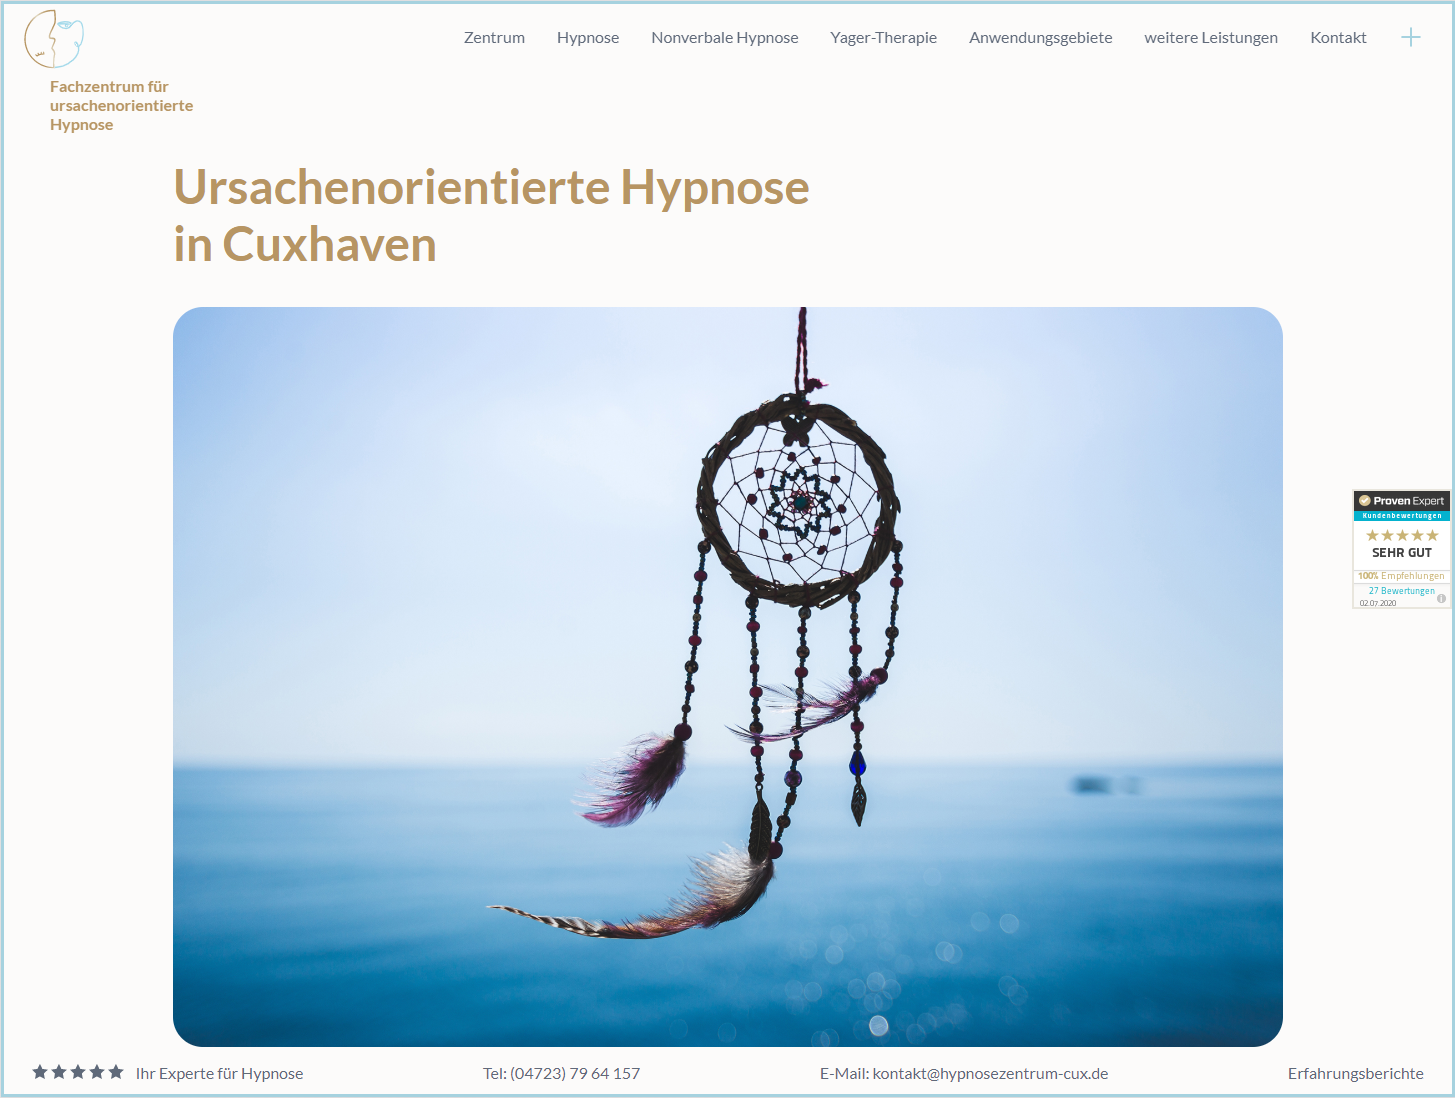 Zentrum Hypnose Nonverbale Hypnose Yager-Therapie Anwendungsgebiete weitere Leistungen Kontakt
Fachzentrum für
ursachenorientierte
Hypnose
Ursachenorientierte Hypnose
in Cuxhaven
Proven Expert
Kundenbewertungen
SEHR GUT
100% Empfehlungen
27 Bewertungen
02.07.2020
Ihr Experte für Hypnose Tel: (04723) 79 64 157 E-Mail: kontakt@hypnosezentrum-cux.de Erfahrungsberichte